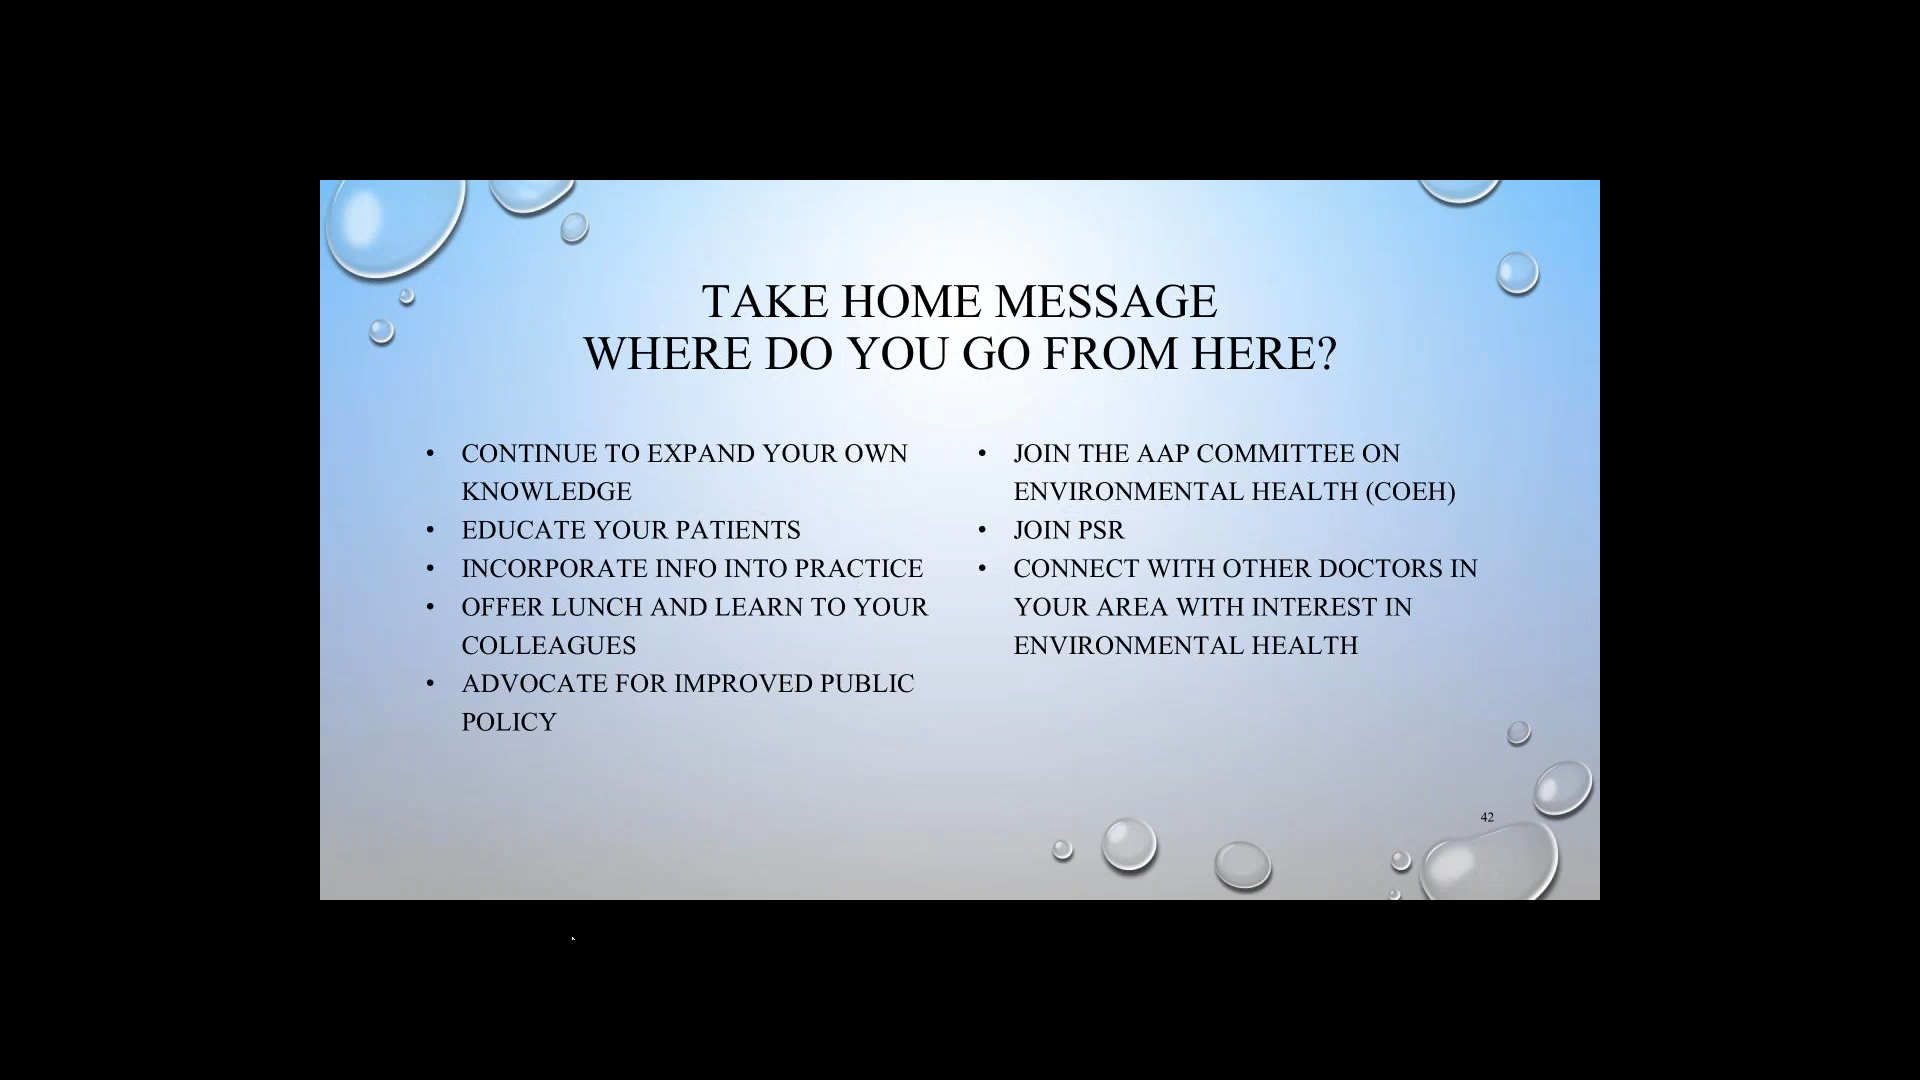 TAKE HOME MESSAGE
WHERE DO YOU GO FROM HERE?
• CONTINUE TO EXPAND YOUR OWN
KNOWLEDGE
• EDUCATE YOUR PATIENTS
• INCORPORATE INFO INTO PRACTICE
• OFFER LUNCH AND LEARN TO YOUR
COLLEAGUES
• ADVOCATE FOR IMPROVED PUBLIC
POLICY
• JOIN THE AAP COMMITTEE ON
ENVIRONMENTAL HEALTH (COEH)
• JOIN PSR
• CONNECT WITH OTHER DOCTORS IN
YOUR AREA WITH INTEREST IN
ENVIRONMENTAL HEALTH
42